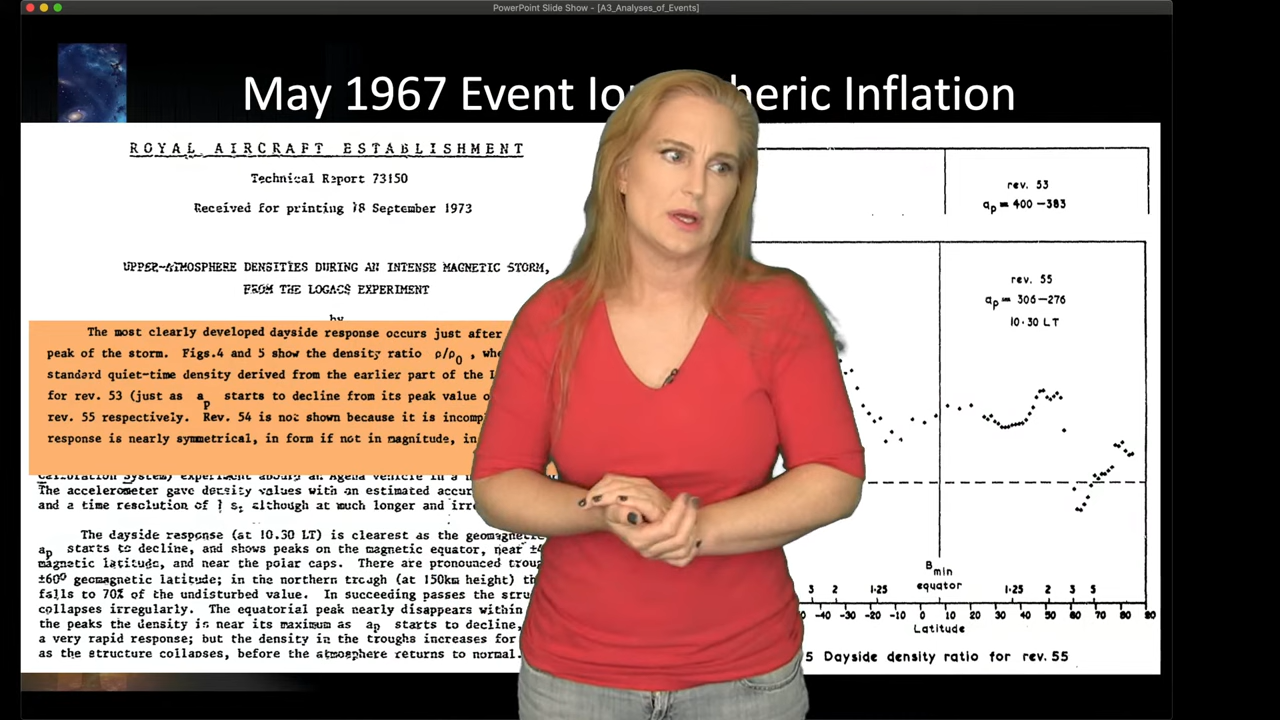 PowerPoint Slide Show - [A3_Analyses_of_Events]
May 1967 Event Io heric Inflation
ROYAL AIRCRAFT ESTABLISHMENT
Technical Report 73150
Received for printing 18 September 1973
UPPER-ATMOSPHERE DENSITIES DURING AN INTENSE MAGNETIC STORM,
FROM THE LOGACS EXPERIMENT
by
The most clearly developed dayside response occurs just after
peak of the storm. Figs.4 and 5 show the density ratio ρ/ρ₀ ,
standard quiet-time density derived from the earlier part of the
for rev. 53 (just as aₚ starts to decline from its peak value
rev. 55 respectively. Rev. 54 is not shown because it is
response is nearly symmetrical, in form if not in magnitude, in
Calibration System) experiment aboard an Agena vehicle in a
The accelerometer gave density values with an estimated
and a time resolution of 1 s, although at much longer and
The dayside response (at 10.30 LT) is clearest as the geomagnetic
aₚ starts to decline, and shows peaks on the magnetic equator, near
magnetic latitude, and near the polar caps. There are pronounced
±60⁰ geomagnetic latitude; in the northern trough (at 150km height)
falls to 70% of the undisturbed value. In succeeding passes the
collapses irregularly. The equatorial peak nearly disappears within
the peaks the density is near its maximum as aₚ starts to decline,
a very rapid response; but the density in the troughs increases for
as the structure collapses, before the atmosphere returns to normal.
rev. 53
aₚ = 400 – 383
rev. 55
aₚ = 306 – 276
10·30 LT
B min
equator
3 2 1·25 1·25 2 3 5
-50 -40 -30 -20 -10 0 10 20 30 40 50 60 70 80 90
Latitude
5 Dayside density ratio for rev. 55